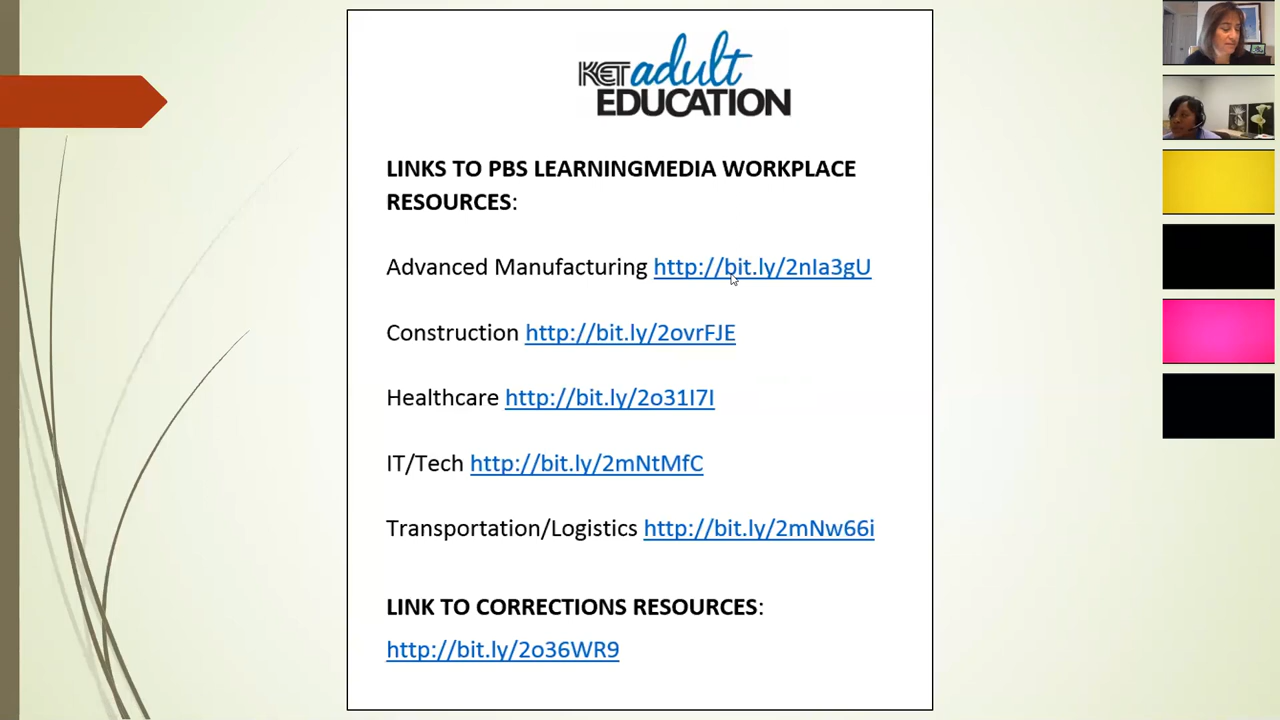 KET adult
EDUCATION
LINKS TO PBS LEARNINGMEDIA WORKPLACE
RESOURCES:
Advanced Manufacturing http://bit.ly/2nIa3gU
Construction http://bit.ly/2ovrFJE
Healthcare http://bit.ly/2o31I7I
IT/Tech http://bit.ly/2mNtMfC
Transportation/Logistics http://bit.ly/2mNw66i
LINK TO CORRECTIONS RESOURCES:
http://bit.ly/2o36WR9